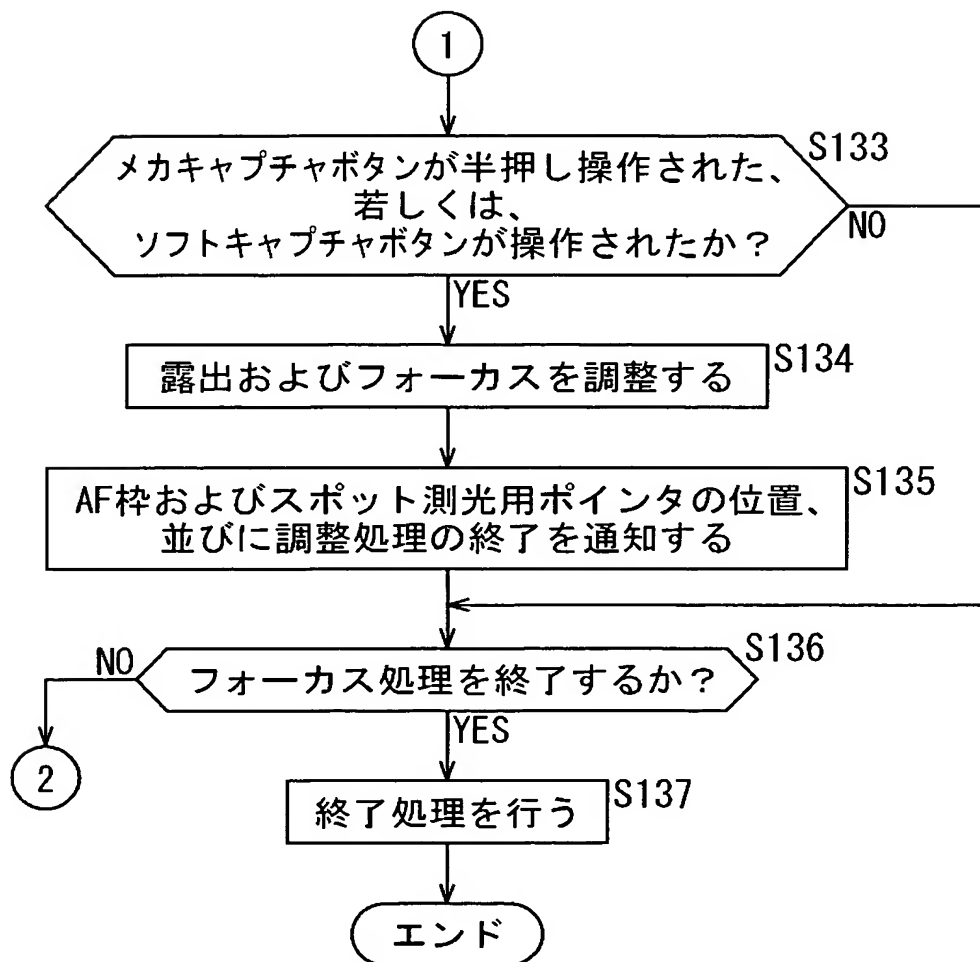 1
メカキャプチャボタンが半押し操作された、
若しくは、
ソフトキャプチャボタンが操作されたか？
S133
NO
YES
露出およびフォーカスを調整する
S134
AF枠およびスポット測光用ポインタの位置、
並びに調整処理の終了を通知する
S135
フォーカス処理を終了するか？
S136
NO
YES
2
終了処理を行う
S137
エンド